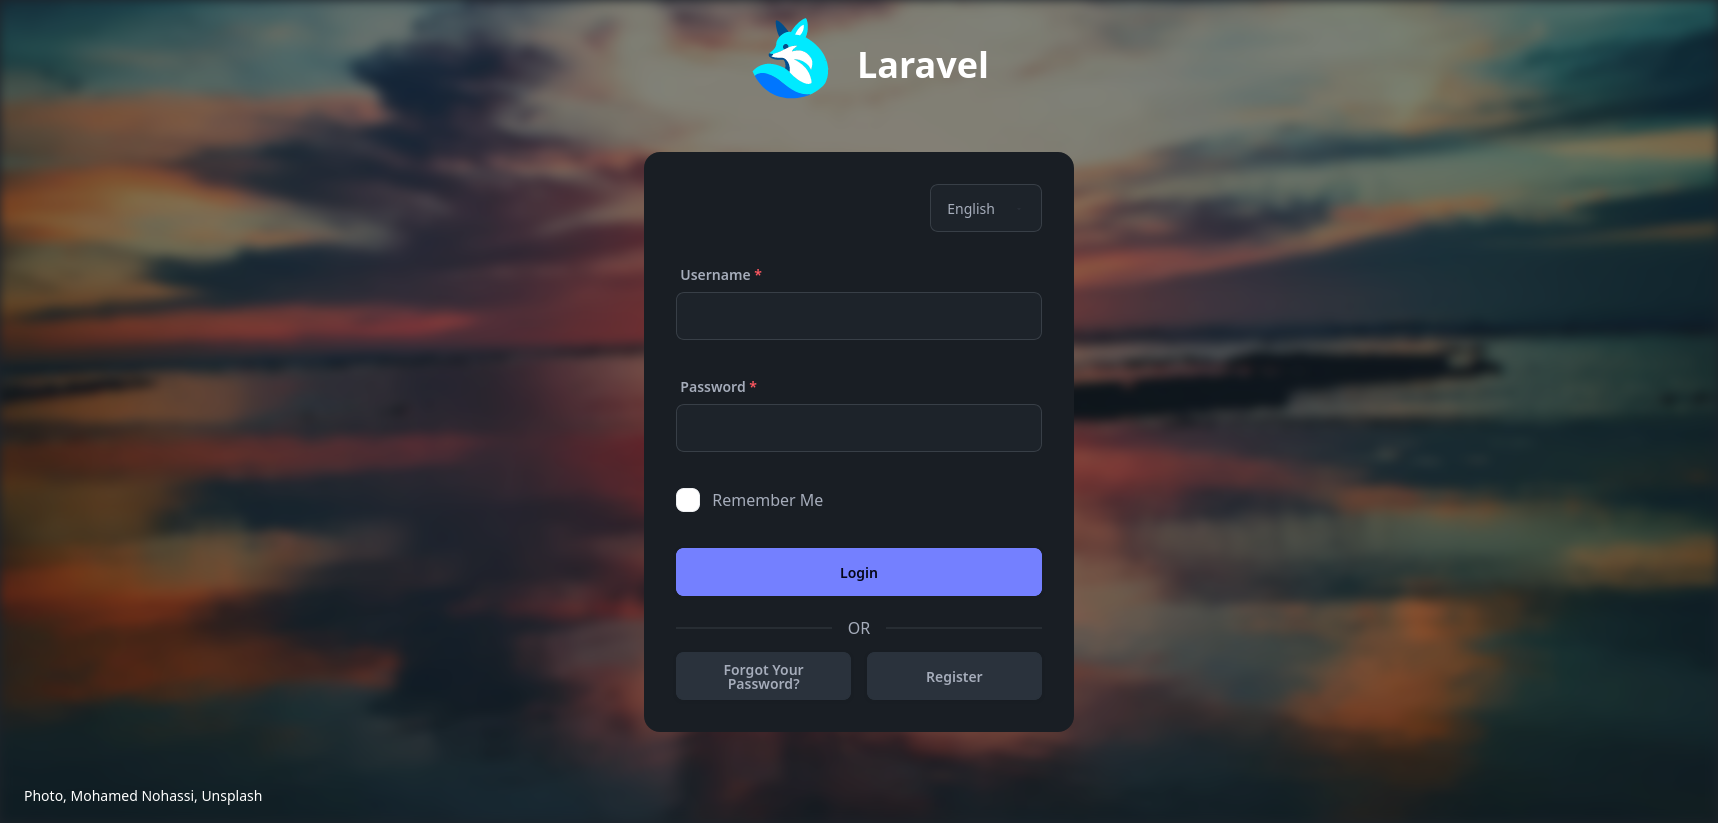 Laravel
English
Username *
Password *
Remember Me
Login
OR
Forgot Your
Password?
Register
Photo, Mohamed Nohassi, Unsplash